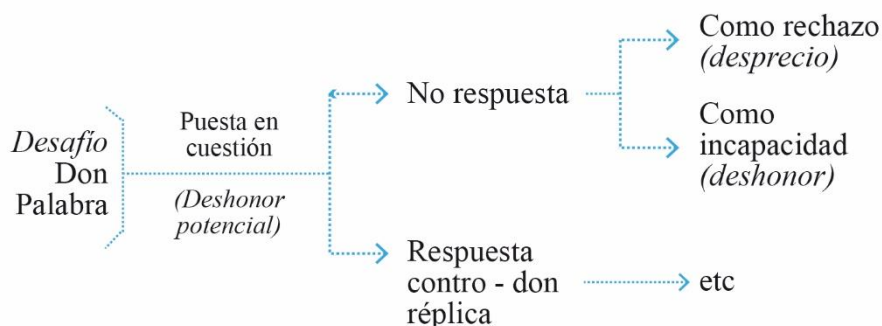 Desafío
Don
Palabra
Puesta en
cuestión
(Deshonor
potencial)
No respuesta
Como rechazo
(desprecio)
Como
incapacidad
(deshonor)
Respuesta
contro - don
réplica
etc